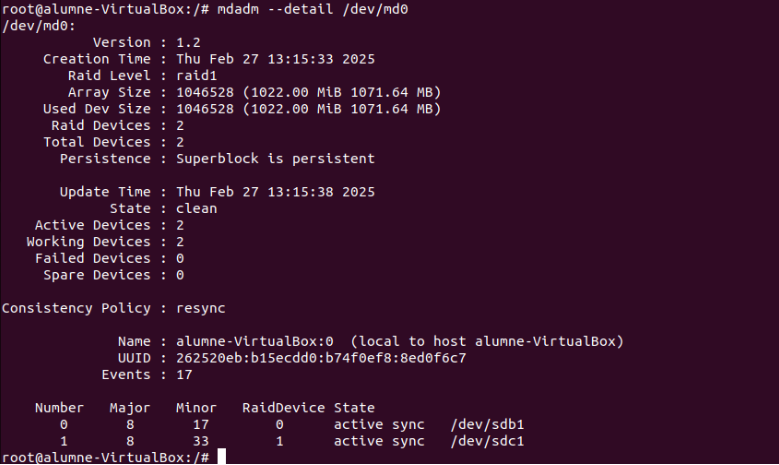 root@alumne-VirtualBox:/# mdadm --detail /dev/md0
/dev/md0:
Version : 1.2
Creation Time : Thu Feb 27 13:15:33 2025
Raid Level : raid1
Array Size : 1046528 (1022.00 MiB 1071.64 MB)
Used Dev Size : 1046528 (1022.00 MiB 1071.64 MB)
Raid Devices : 2
Total Devices : 2
Persistence : Superblock is persistent
Update Time : Thu Feb 27 13:15:38 2025
State : clean
Active Devices : 2
Working Devices : 2
Failed Devices : 0
Spare Devices : 0
Consistency Policy : resync
Name : alumne-VirtualBox:0  (local to host alumne-VirtualBox)
UUID : 262520eb:b15ecdd0:b74f0ef8:8ed0f6c7
Events : 17
Number   Major   Minor   RaidDevice State
0       8       17        0      active sync   /dev/sdb1
1       8       33        1      active sync   /dev/sdc1
root@alumne-VirtualBox:/#